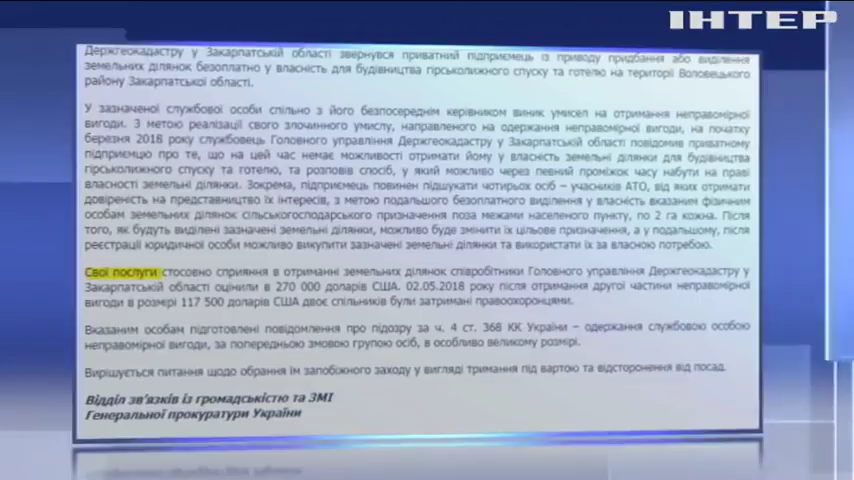 ІНТЕР
Держгеокадастру у Закарпатській області звернувся приватний підприємець із приводу придбання або виділення
земельних ділянок безоплатно у власність для будівництва гірськолижного спуску та готелю на території Воловецького
району Закарпатської області.
У зазначеної службової особи спільно з його безпосереднім керівником виник умисел на отримання неправомірної
вигоди. З метою реалізації свого злочинного умислу, направленого на одержання неправомірної вигоди, на початку
березня 2018 року службовець Головного управління Держгеокадастру у Закарпатській області повідомив приватному
підприємцю про те, що на цей час немає можливості отримати йому у власність земельні ділянки для будівництва
гірськолижного спуску та готелю, та розповів спосіб, у який можливо через певний проміжок часу набути на праві
власності земельні ділянки. Зокрема, підприємець повинен підшукати чотирьох осіб – учасників АТО, від яких отримати
довіреність на представництво їх інтересів, з метою подальшого безоплатного виділення у власність вказаним фізичним
особам земельних ділянок сільськогосподарського призначення поза межами населеного пункту, по 2 га кожна. Після
того, як будуть виділені зазначені земельні ділянки, можливо буде змінити їх цільове призначення, а у подальшому, після
реєстрації юридичної особи можливо викупити зазначені земельні ділянки та використати їх за власною потребою.
Свої послуги стосовно сприяння в отриманні земельних ділянок співробітники Головного управління Держгеокадастру у
Закарпатській області оцінили в 270 000 доларів США. 02.05.2018 року після отримання другої частини неправомірної
вигоди в розмірі 117 500 доларів США двоє спільників були затримані правоохоронцями.
Вказаним особам підготовлені повідомлення про підозру за ч. 4 ст. 368 КК України – одержання службовою особою
неправомірної вигоди, за попередньою змовою групою осіб, в особливо великому розмірі.
Вирішується питання щодо обрання їм запобіжного заходу у вигляді тримання під вартою та відсторонення від посад.
Відділ зв'язків із громадськістю та ЗМІ
Генеральної прокуратури України